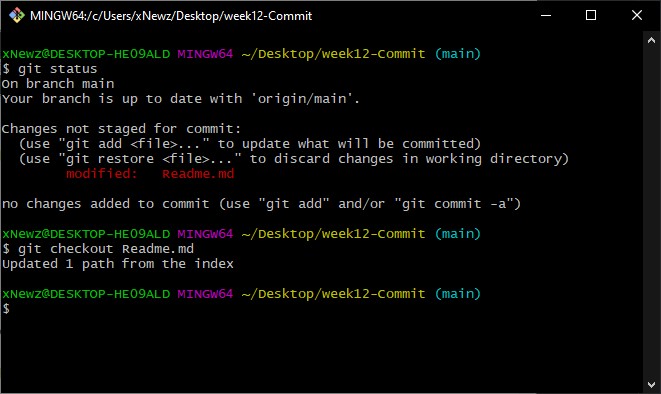 MINGW64:/c/Users/xNewz/Desktop/week12-Commit
xNewz@DESKTOP-HE09ALD MINGW64 ~/Desktop/week12-Commit (main)
$ git status
On branch main
Your branch is up to date with 'origin/main'.
Changes not staged for commit:
  (use "git add <file>..." to update what will be committed)
  (use "git restore <file>..." to discard changes in working directory)
        modified:   Readme.md
no changes added to commit (use "git add" and/or "git commit -a")
xNewz@DESKTOP-HE09ALD MINGW64 ~/Desktop/week12-Commit (main)
$ git checkout Readme.md
Updated 1 path from the index
xNewz@DESKTOP-HE09ALD MINGW64 ~/Desktop/week12-Commit (main)
$